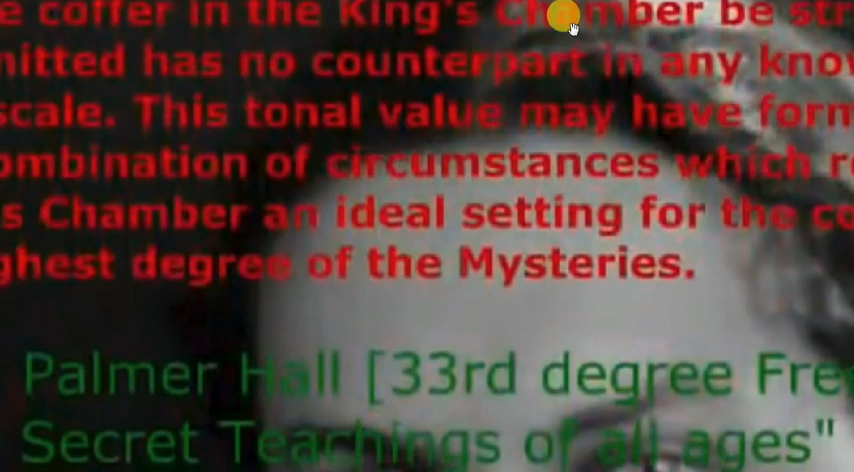 e coffer in the King's Chamber be str
nitted has no counterpart in any know
scale. This tonal value may have form
ombination of circumstances which re
s Chamber an ideal setting for the co
ghest degree of the Mysteries.
Palmer Hall [33rd degree Free
Secret Teachings of all ages"